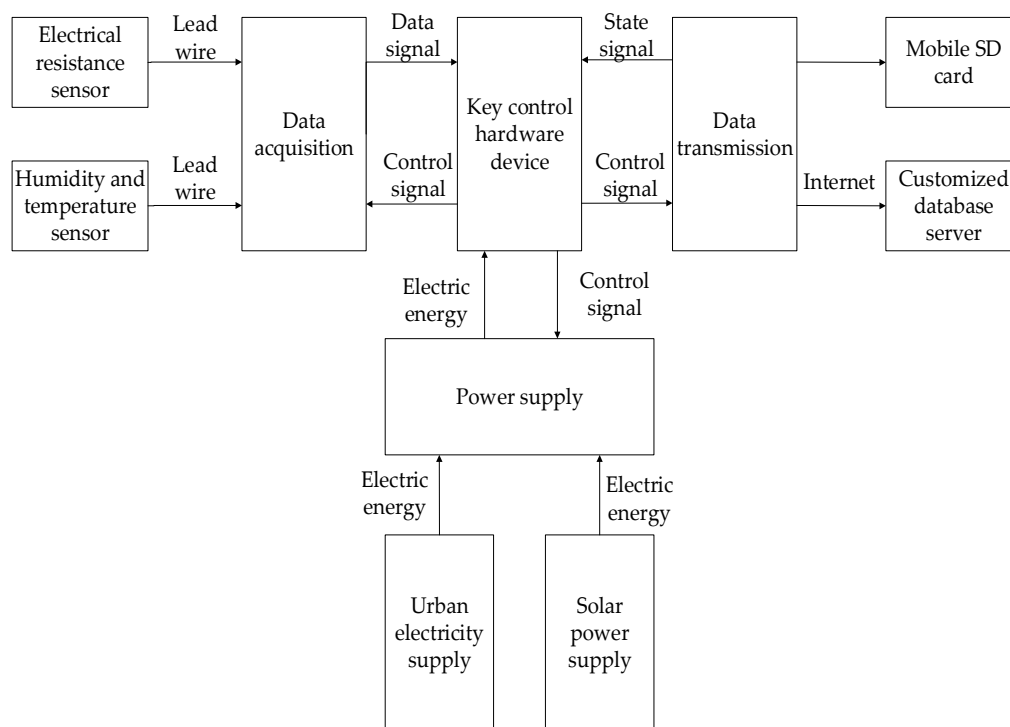 Electrical
resistance
sensor
Lead
wire
Data
acquisition
Data
signal
Key control
hardware
device
State
signal
Data
transmission
Mobile SD
card
Humidity and
temperature
sensor
Lead
wire
Control
signal
Control
signal
Internet
Customized
database
server
Electric
energy
Control
signal
Power supply
Electric
energy
Electric
energy
Urban
electricity
supply
Solar
power
supply